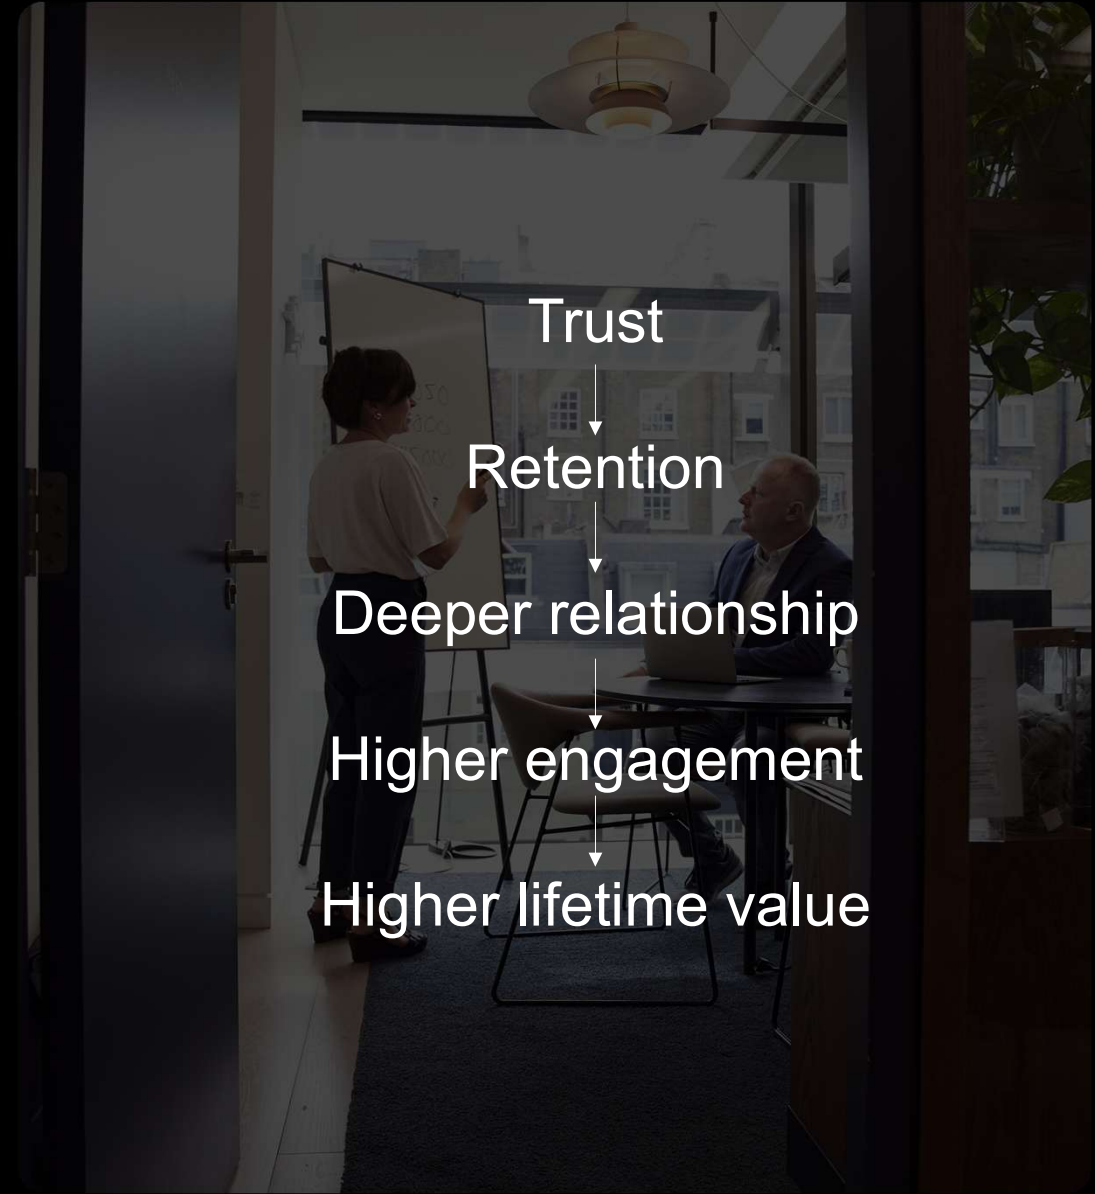 Trust
Retention
Deeper relationship
Higher engagement
Higher lifetime value